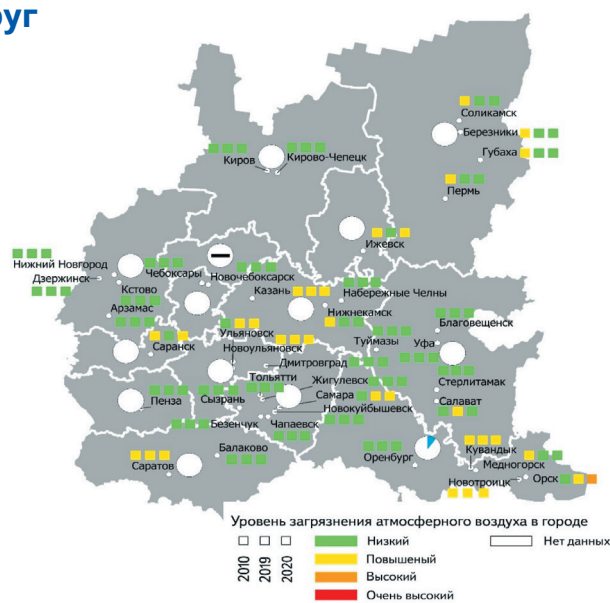 руг
Соликамск
Березники
Губаха
Киров
Кирово-Чепецк
Пермь
Ижевск
Нижний Новгород
Дзержинск
Чебоксары
Новочебоксарск
Кстово
Казань
Набережные Челны
Арзамас
Нижнекамск
Благовещенск
Ульяновск
Туймазы
Уфа
Саранск
Новоульяновск
Дмитровград
Стерлитамак
Тольятти
Жигулевск
Сызрань
Самара
Салават
Пенза
Новокуйбышевск
Безенчук
Чапаевск
Балаково
Оренбург
Кувандык
Саратов
Медногорск
Новотроицк
Орск
Уровень загрязнения атмосферного воздуха в городе
2010
2019
2020
Низкий
Нет данных
Повышеный
Высокий
Очень высокий